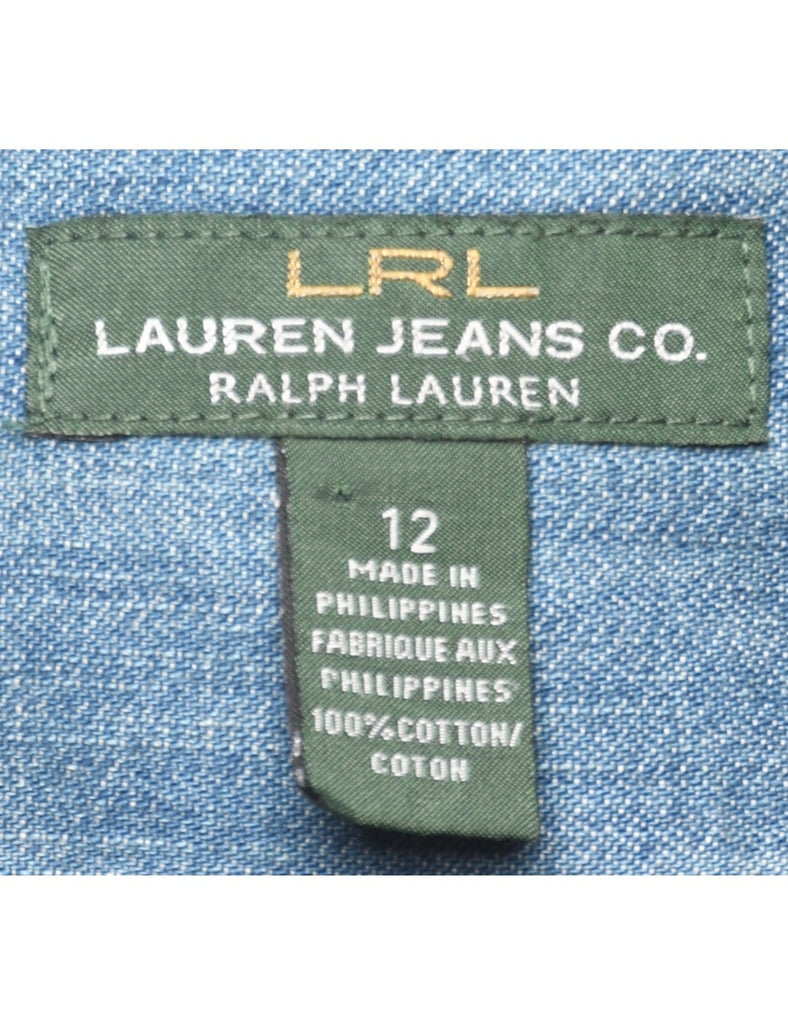 LRL
LAUREN JEANS CO.
RALPH LAUREN
12
MADE IN
PHILIPPINES
FABRIQUE AUX
PHILIPPINES
100% COTTON/
COTON